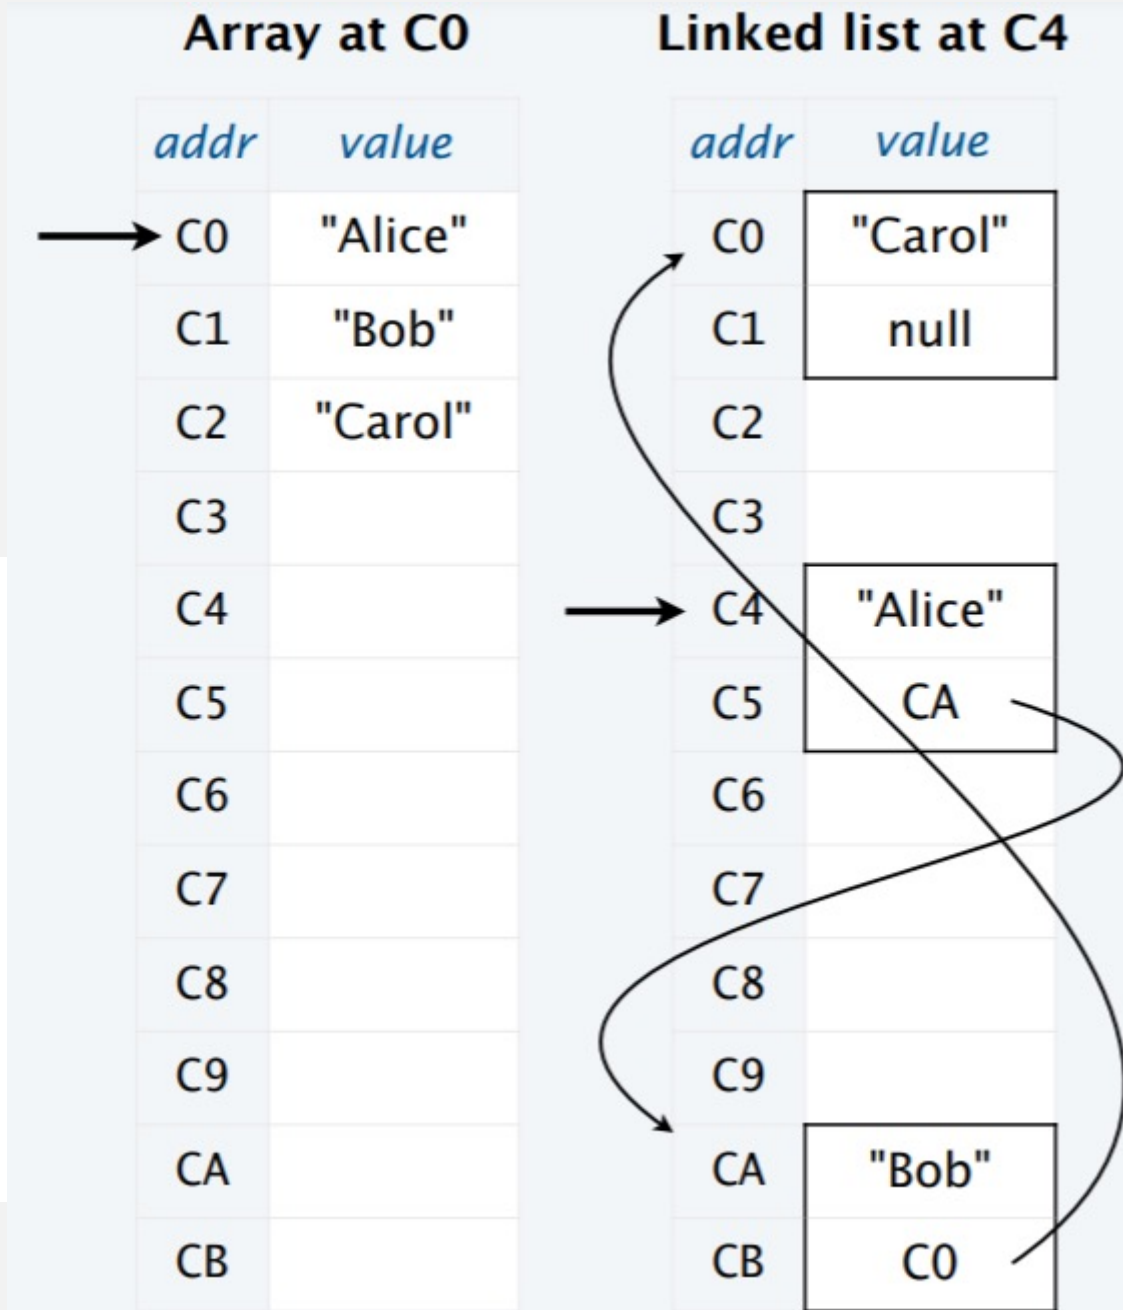 Array at C0
addr value
C0 "Alice"
C1 "Bob"
C2 "Carol"
C3
C4
C5
C6
C7
C8
C9
CA
CB
Linked list at C4
addr value
C0 "Carol"
C1 null
C2
C3
C4 "Alice"
C5 CA
C6
C7
C8
C9
CA "Bob"
CB C0